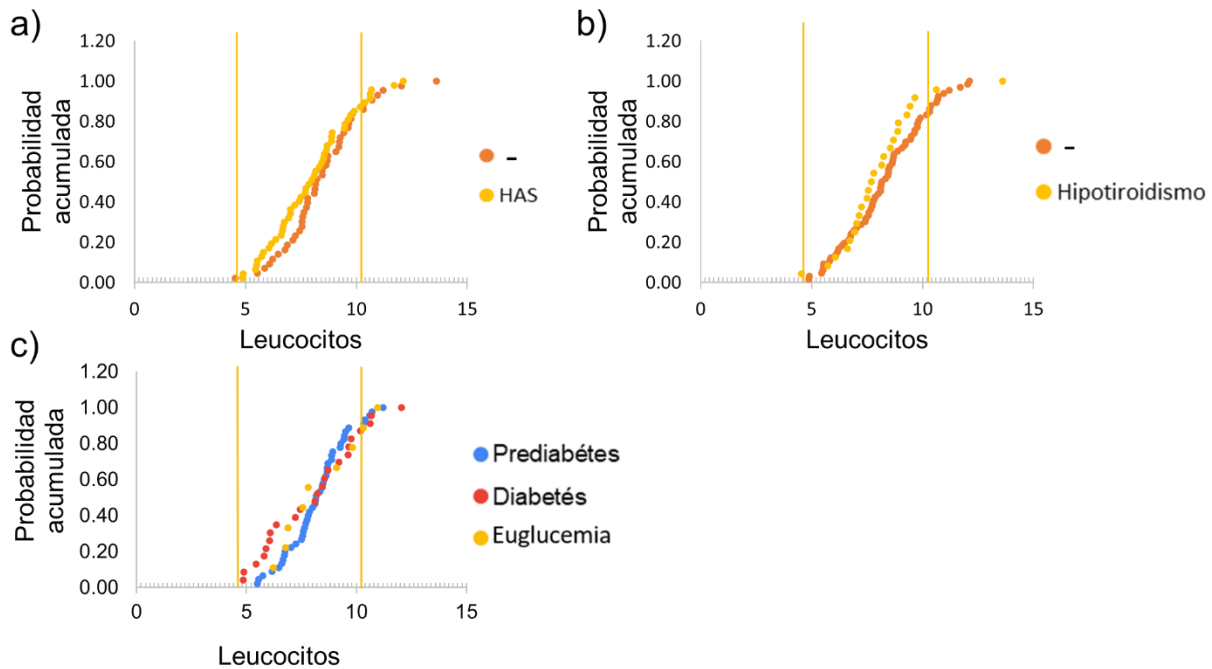 a)
Probabilidad
acumulada
1.20
1.00
0.80
0.60
0.40
0.20
0.00
0 5 10 15
Leucocitos
-
HAS
b)
Probabilidad
acumulada
1.20
1.00
0.80
0.60
0.40
0.20
0.00
0 5 10 15
Leucocitos
-
Hipotiroidismo
c)
Probabilidad
acumulada
1.20
1.00
0.80
0.60
0.40
0.20
0.00
0 5 10 15
Leucocitos
Prediabétes
Diabetés
Euglucemia